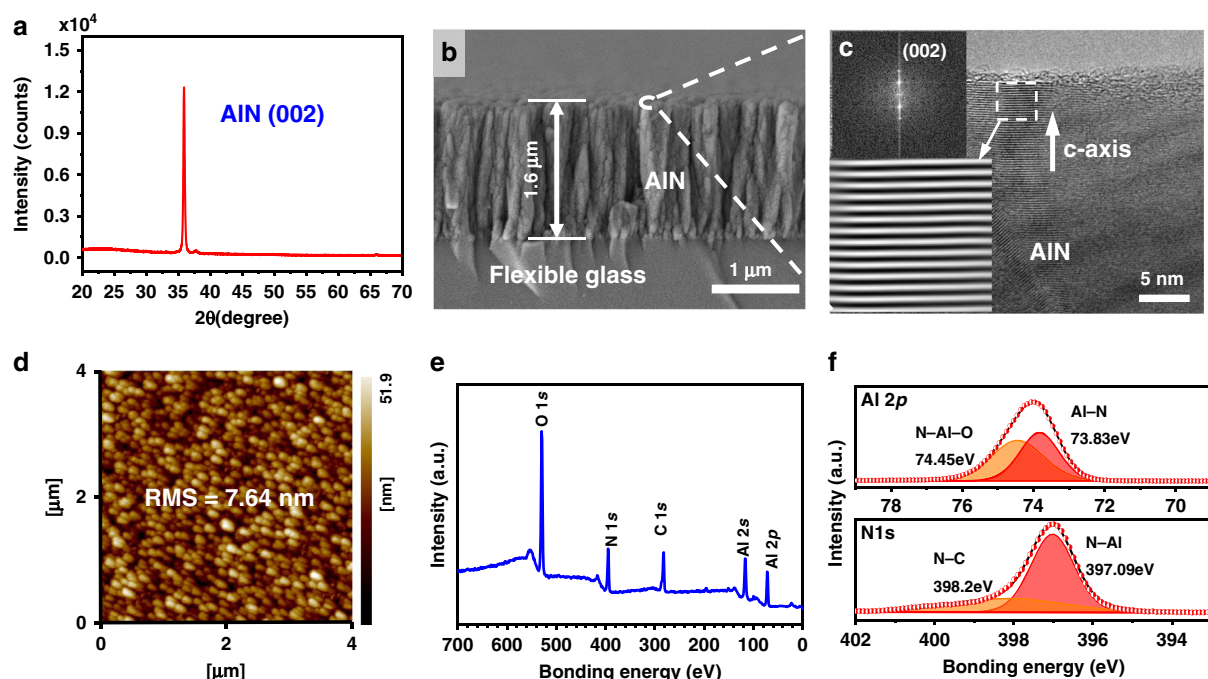 a
x10⁴
1.5
1.2
0.9
0.6
0.3
0.0
Intensity (counts)
AlN (002)
20 25 30 35 40 45 50 55 60 65 70
2θ(degree)
b
1.6 μm
AlN
Flexible glass
1 μm
c
(002)
c-axis
AlN
5 nm
d
4
2
0
[μm]
RMS = 7.64 nm
0 2 4
[μm]
51.9
[nm]
e
Intensity (a.u.)
O 1s
N 1s
C 1s
Al 2s
Al 2p
700 600 500 400 300 200 100 0
Bonding energy (eV)
f
Intensity (a.u.)
Al 2p
N–Al–O
74.45eV
Al–N
73.83eV
78 76 74 72 70
N1s
N–C
398.2eV
N–Al
397.09eV
402 400 398 396 394
Bonding energy (eV)